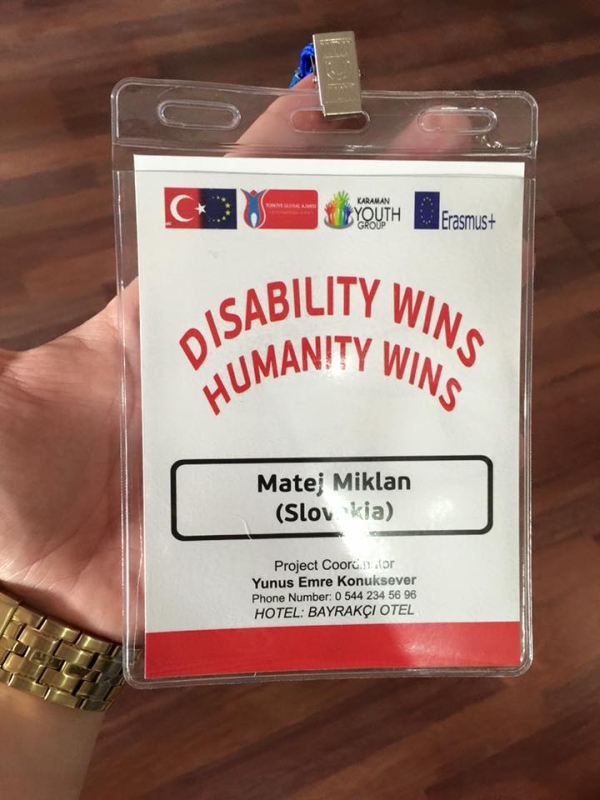 KARAMAN
YOUTH
GROUP
Erasmus+
DISABILITY WINS
HUMANITY WINS
Matej Miklan
(Slovakia)
Project Coordinator
Yunus Emre Konuksever
Phone Number: 0 544 234 56 96
HOTEL: BAYRAKÇI OTEL